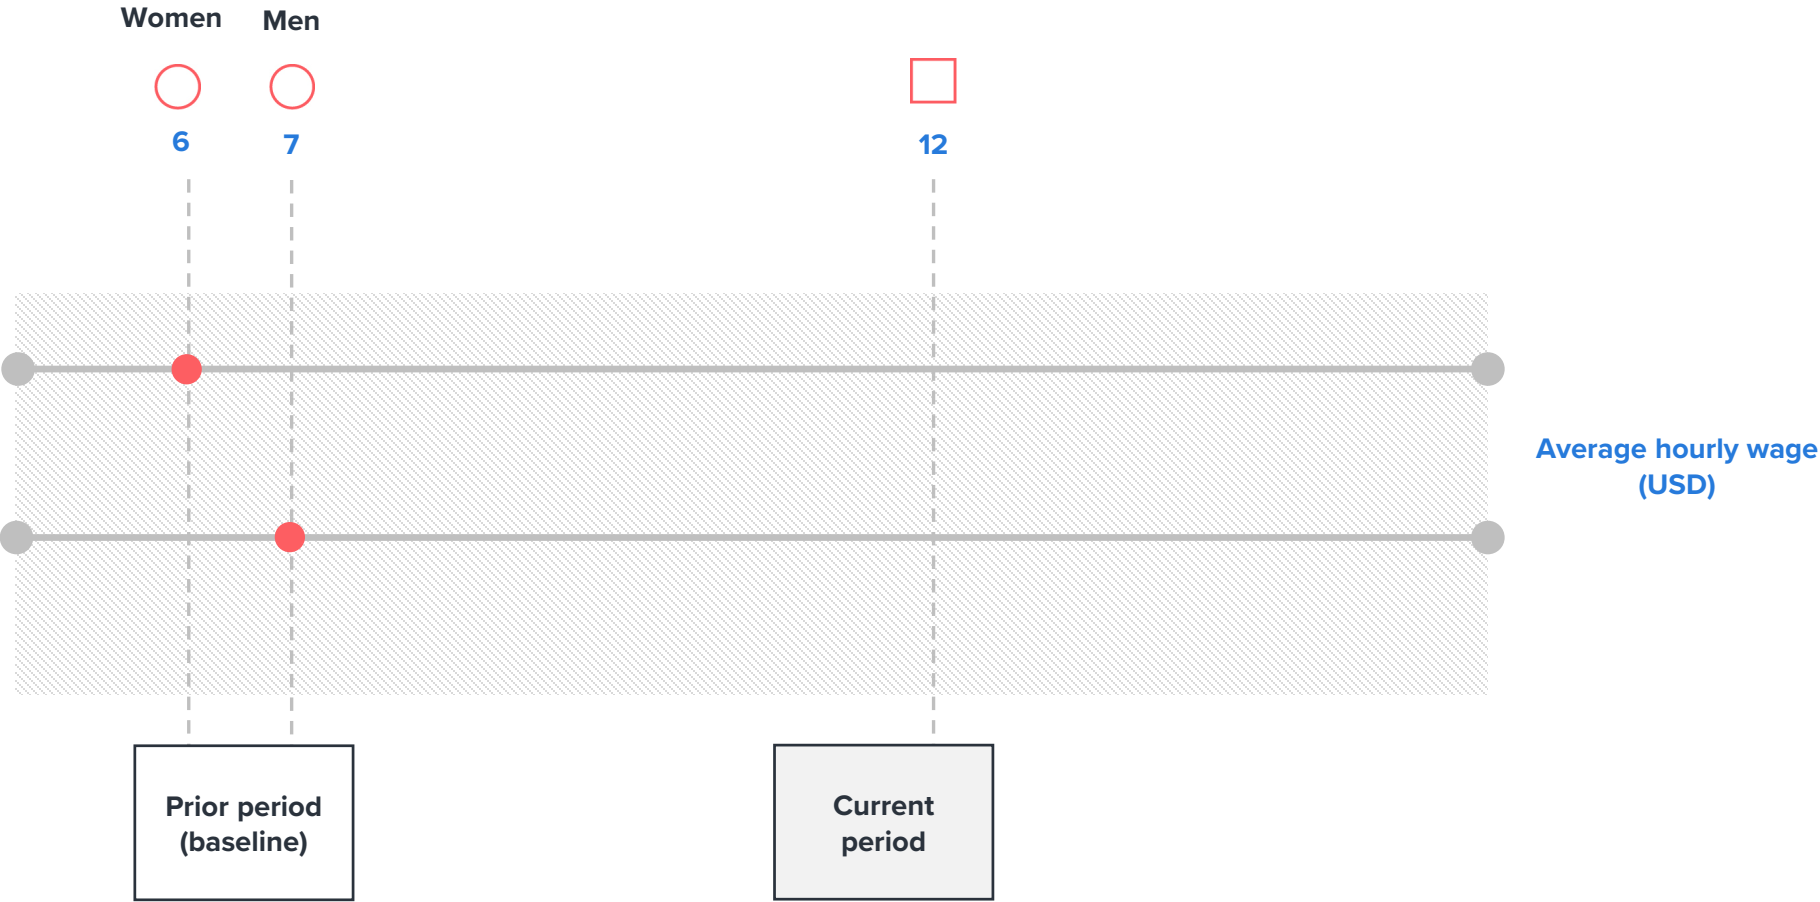 Women
Men
6
7
12
Average hourly wage
(USD)
Prior period
(baseline)
Current
period